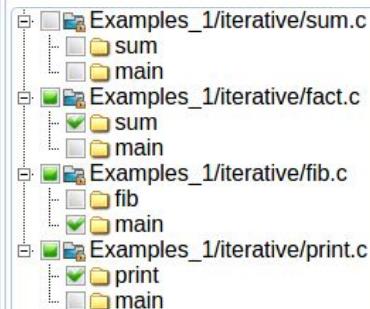 Examples_1/iterative/sum.c
sum
main
Examples_1/iterative/fact.c
sum
main
Examples_1/iterative/fib.c
fib
main
Examples_1/iterative/print.c
print
main